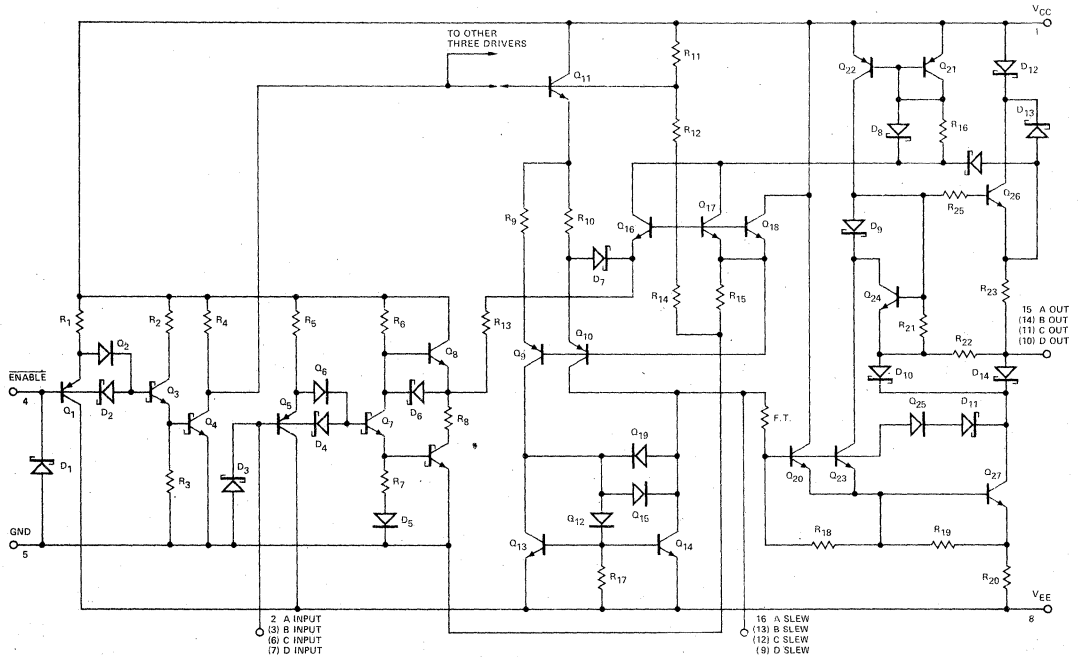 VCC
1
TO OTHER
THREE DRIVERS
R11
D12
Q11
Q22
Q21
D13
R12
D8
R16
Q17
Q26
R9
R10
Q16
Q18
R25
D9
D7
Q24
R23
R1
R2
R4
R5
R6
R13
R14
R15
R21
15 A OUT
(14) B OUT
(11) C OUT
(10) D OUT
Q2
Q8
Q9
Q10
R22
ENABLE
4
Q3
Q6
D10
D14
Q1
D2
Q5
D6
Q4
D4
Q7
R8
F.T.
Q25
D11
Q19
D1
D3
R3
R7
Q15
Q20
Q23
Q27
D5
Q12
GND
5
Q13
Q14
R18
R19
R17
R20
VEE
8
2 A INPUT
(3) B INPUT
(6) C INPUT
(7) D INPUT
16 A SLEW
(13) B SLEW
(12) C SLEW
(9) D SLEW